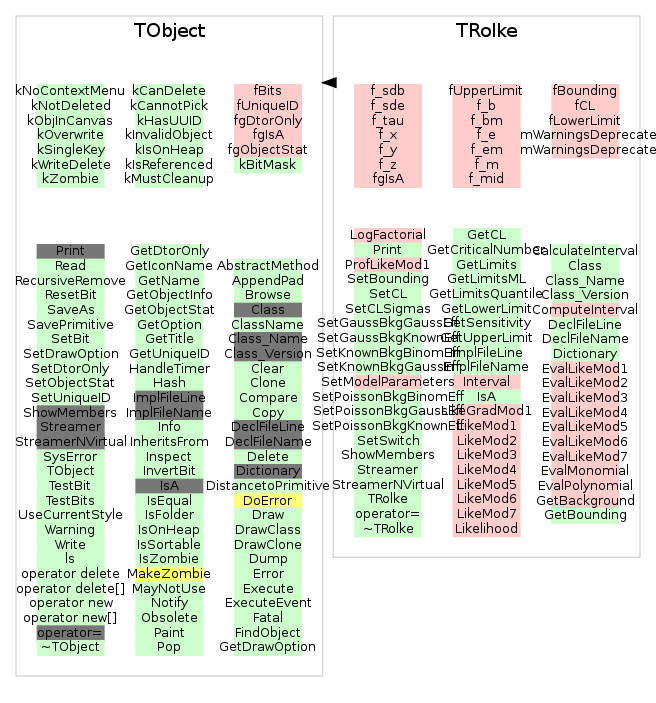 TObject
kNoContextMenu
kNotDeleted
kObjInCanvas
kOverwrite
kSingleKey
kWriteDelete
kZombie
kCanDelete
kCannotPick
kHasUUID
kInvalidObject
kIsOnHeap
kIsReferenced
kMustCleanup
fBits
fUniqueID
fgDtorOnly
fgIsA
fgObjectStat
kBitMask
Print
Read
RecursiveRemove
ResetBit
SaveAs
SavePrimitive
SetBit
SetDrawOption
SetDtorOnly
SetObjectStat
SetUniqueID
ShowMembers
Streamer
StreamerNVirtual
SysError
TObject
TestBit
TestBits
UseCurrentStyle
Warning
Write
ls
operator delete
operator delete[]
operator new
operator new[]
operator=
~TObject
GetDtorOnly
GetIconName
GetName
GetObjectInfo
GetObjectStat
GetOption
GetTitle
GetUniqueID
HandleTimer
Hash
ImplFileLine
ImplFileName
Info
InheritsFrom
Inspect
InvertBit
IsA
IsEqual
IsFolder
IsOnHeap
IsSortable
IsZombie
MakeZombie
MayNotUse
Notify
Obsolete
Paint
Pop
AbstractMethod
AppendPad
Browse
Class
ClassName
Class_Name
Class_Version
Clear
Clone
Compare
Copy
DeclFileLine
DeclFileName
Delete
Dictionary
DistancetoPrimitive
DoError
Draw
DrawClass
DrawClone
Dump
Error
Execute
ExecuteEvent
Fatal
FindObject
GetDrawOption
TRolke
f_sdb
f_sde
f_tau
f_x
f_y
f_z
fgIsA
fUpperLimit
f_b
f_bm
f_e
f_em
f_m
f_mid
fBounding
fCL
fLowerLimit
mWarningsDeprecate
mWarningsDeprecate
LogFactorial
Print
ProfLikeMod1
SetBounding
SetCL
SetCLSigmas
SetGaussBkgGaussEff
SetGaussBkgKnownEff
SetKnownBkgBinomEff
SetKnownBkgGaussEff
SetModelParameters
SetPoissonBkgBinomEff
SetPoissonBkgGaussEff
SetPoissonBkgKnownEff
SetSwitch
ShowMembers
Streamer
StreamerNVirtual
TRolke
operator=
~TRolke
GetCL
GetCriticalNumber
GetLimits
GetLimitsML
GetLimitsQuantile
GetLowerLimit
GetSensitivity
GetUpperLimit
ImplFileLine
ImplFileName
Interval
IsA
LikeGradMod1
LikeMod1
LikeMod2
LikeMod3
LikeMod4
LikeMod5
LikeMod6
LikeMod7
Likelihood
CalculateInterval
Class
Class_Name
Class_Version
ComputeInterval
DeclFileLine
DeclFileName
Dictionary
EvalLikeMod1
EvalLikeMod2
EvalLikeMod3
EvalLikeMod4
EvalLikeMod5
EvalLikeMod6
EvalLikeMod7
EvalMonomial
EvalPolynomial
GetBackground
GetBounding